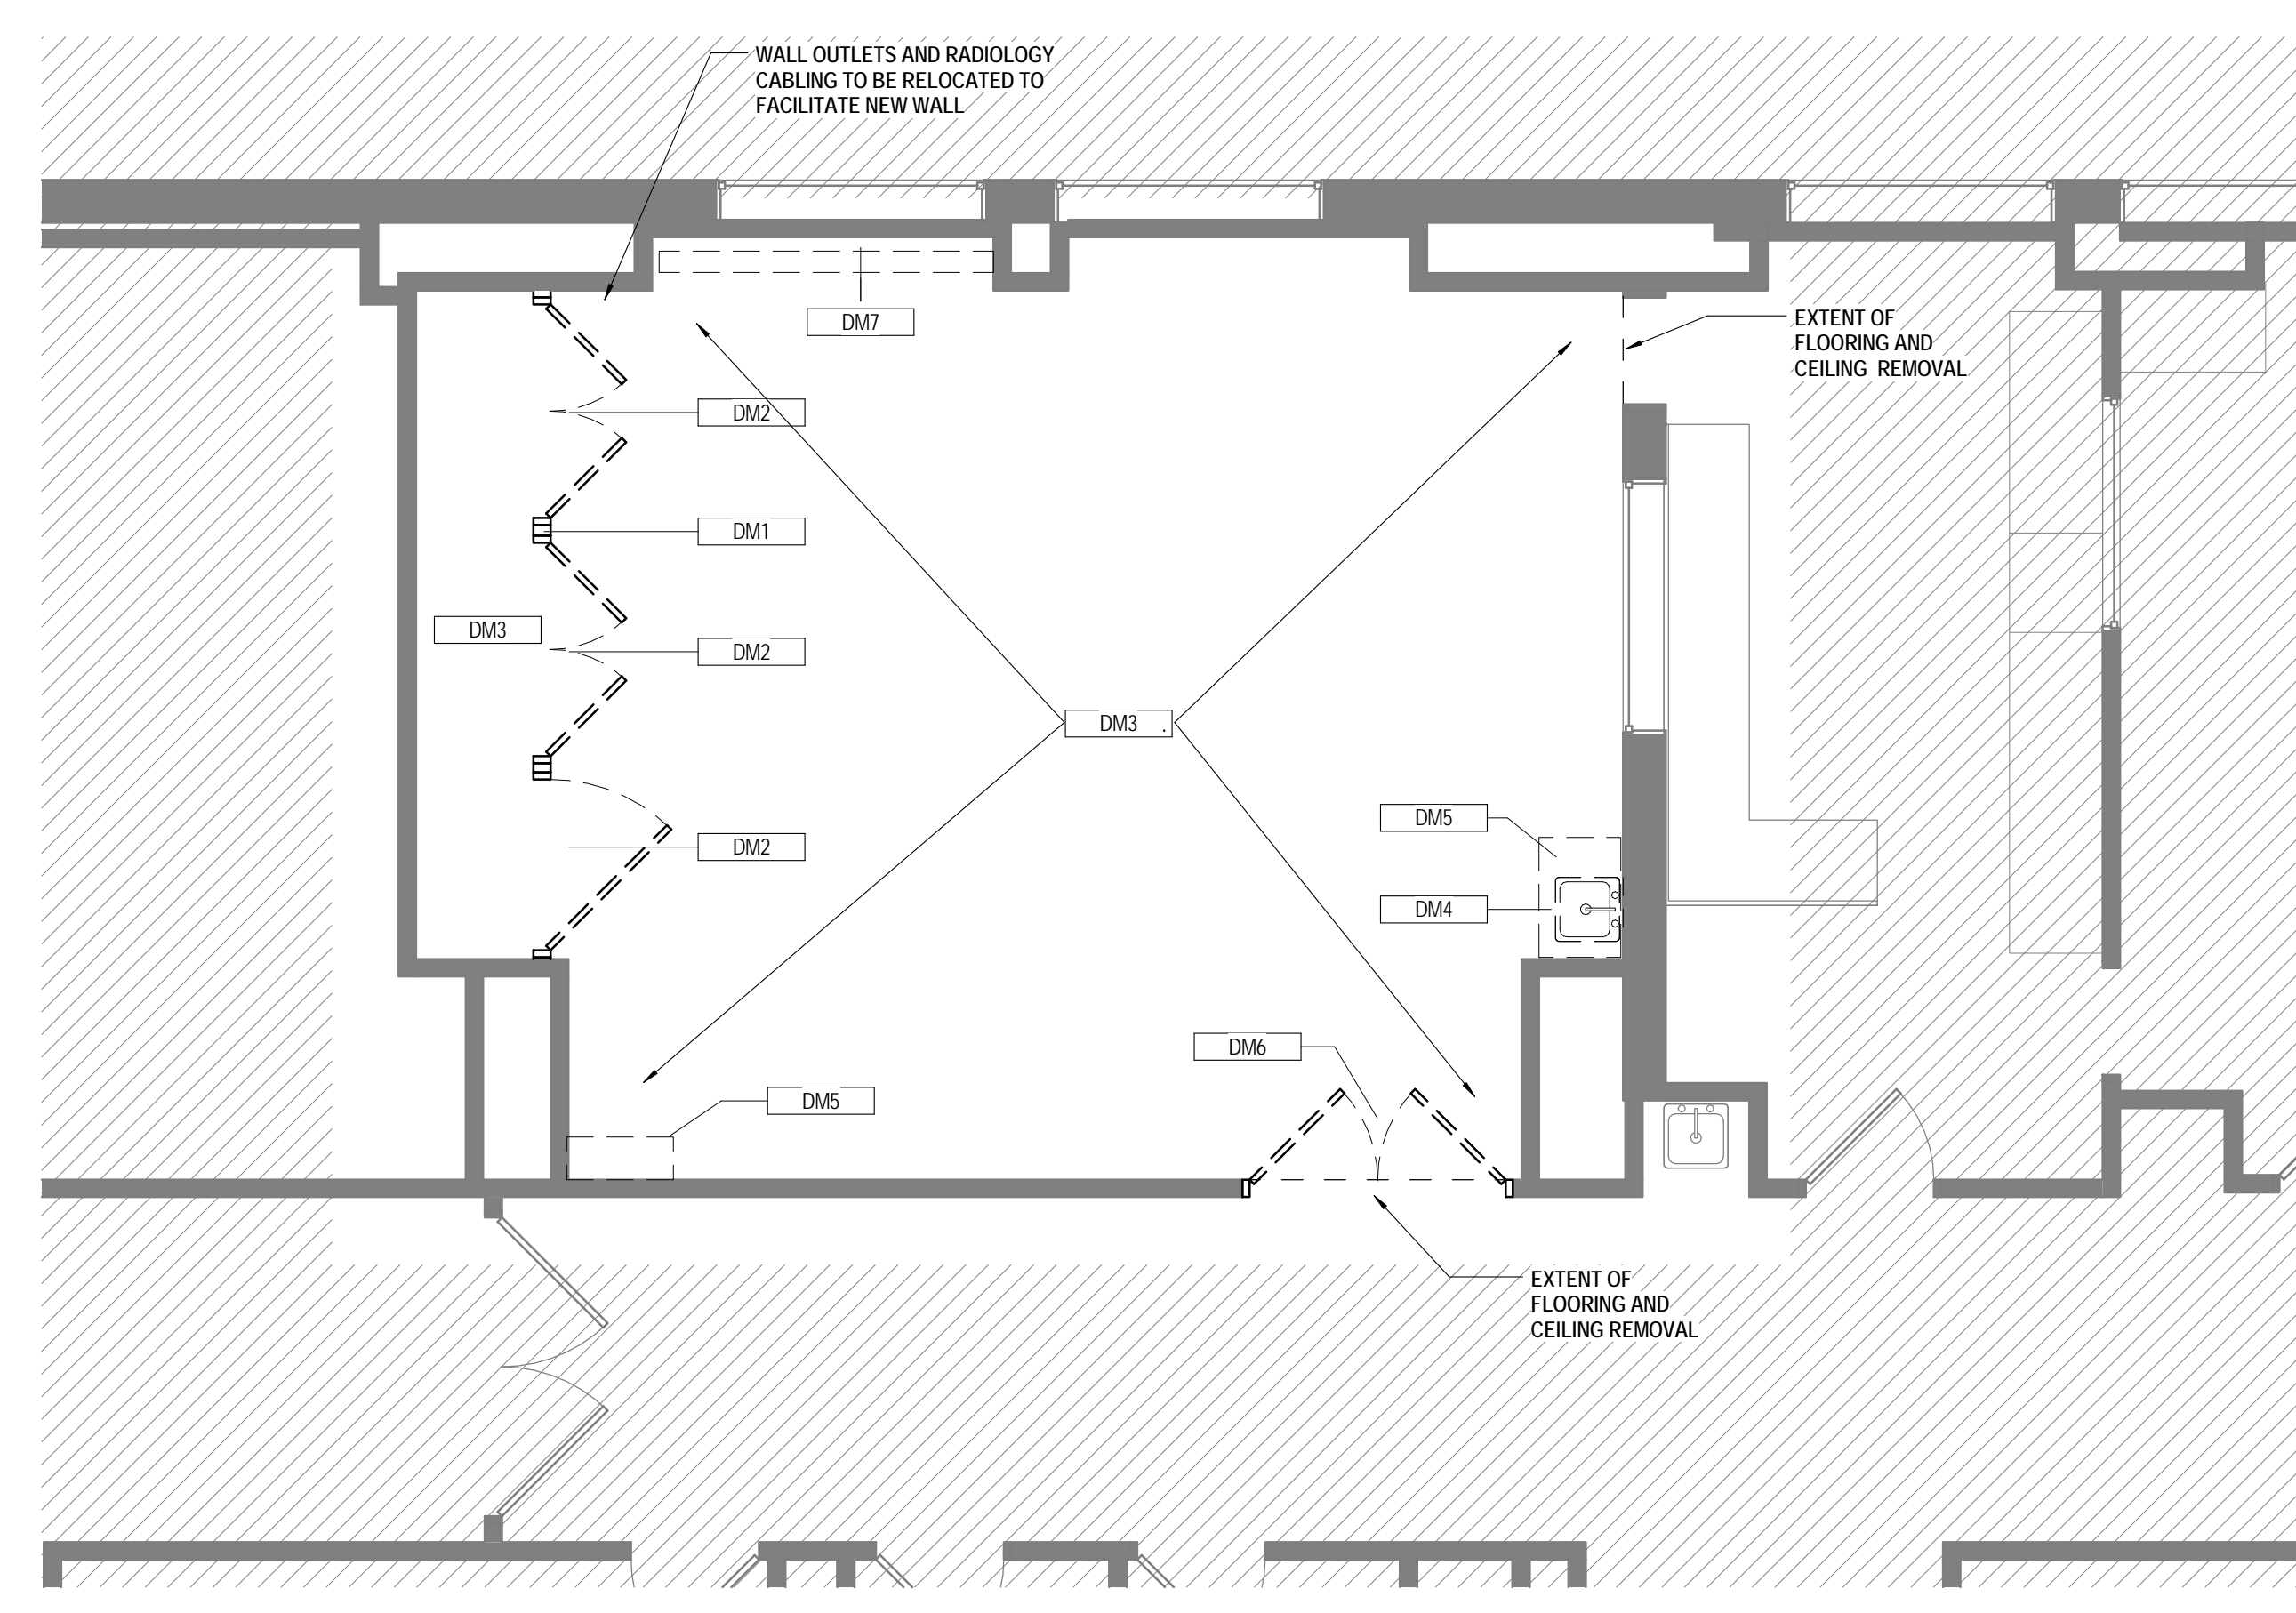 WALL OUTLETS AND RADIOLOGY
CABLING TO BE RELOCATED TO
FACILITATE NEW WALL
DM7
EXTENT OF
FLOORING AND
CEILING REMOVAL
DM2
DM1
DM3
DM2
DM3 .
DM5
DM2
DM4
DM6
DM5
EXTENT OF
FLOORING AND
CEILING REMOVAL